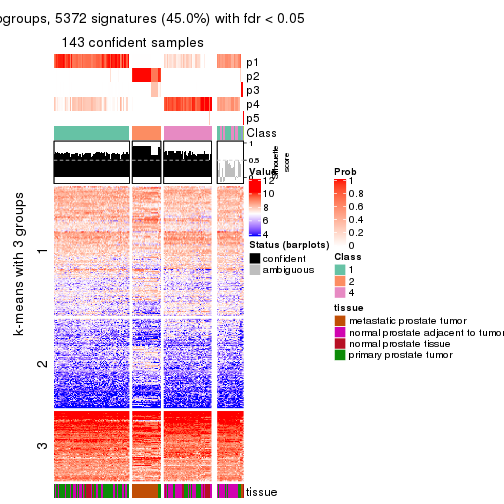 ogroups, 5372 signatures (45.0%) with fdr < 0.05
143 confident samples
p1
p2
p3
p4
p5
Class
1
0.5
0
Silhouette
score
k-means with 3 groups
1
2
3
tissue
Value
12
10
8
6
4
Status (barplots)
confident
ambiguous
Prob
1
0.8
0.6
0.4
0.2
0
Class
1
2
4
tissue
metastatic prostate tumor
normal prostate adjacent to tumor
normal prostate tissue
primary prostate tumor